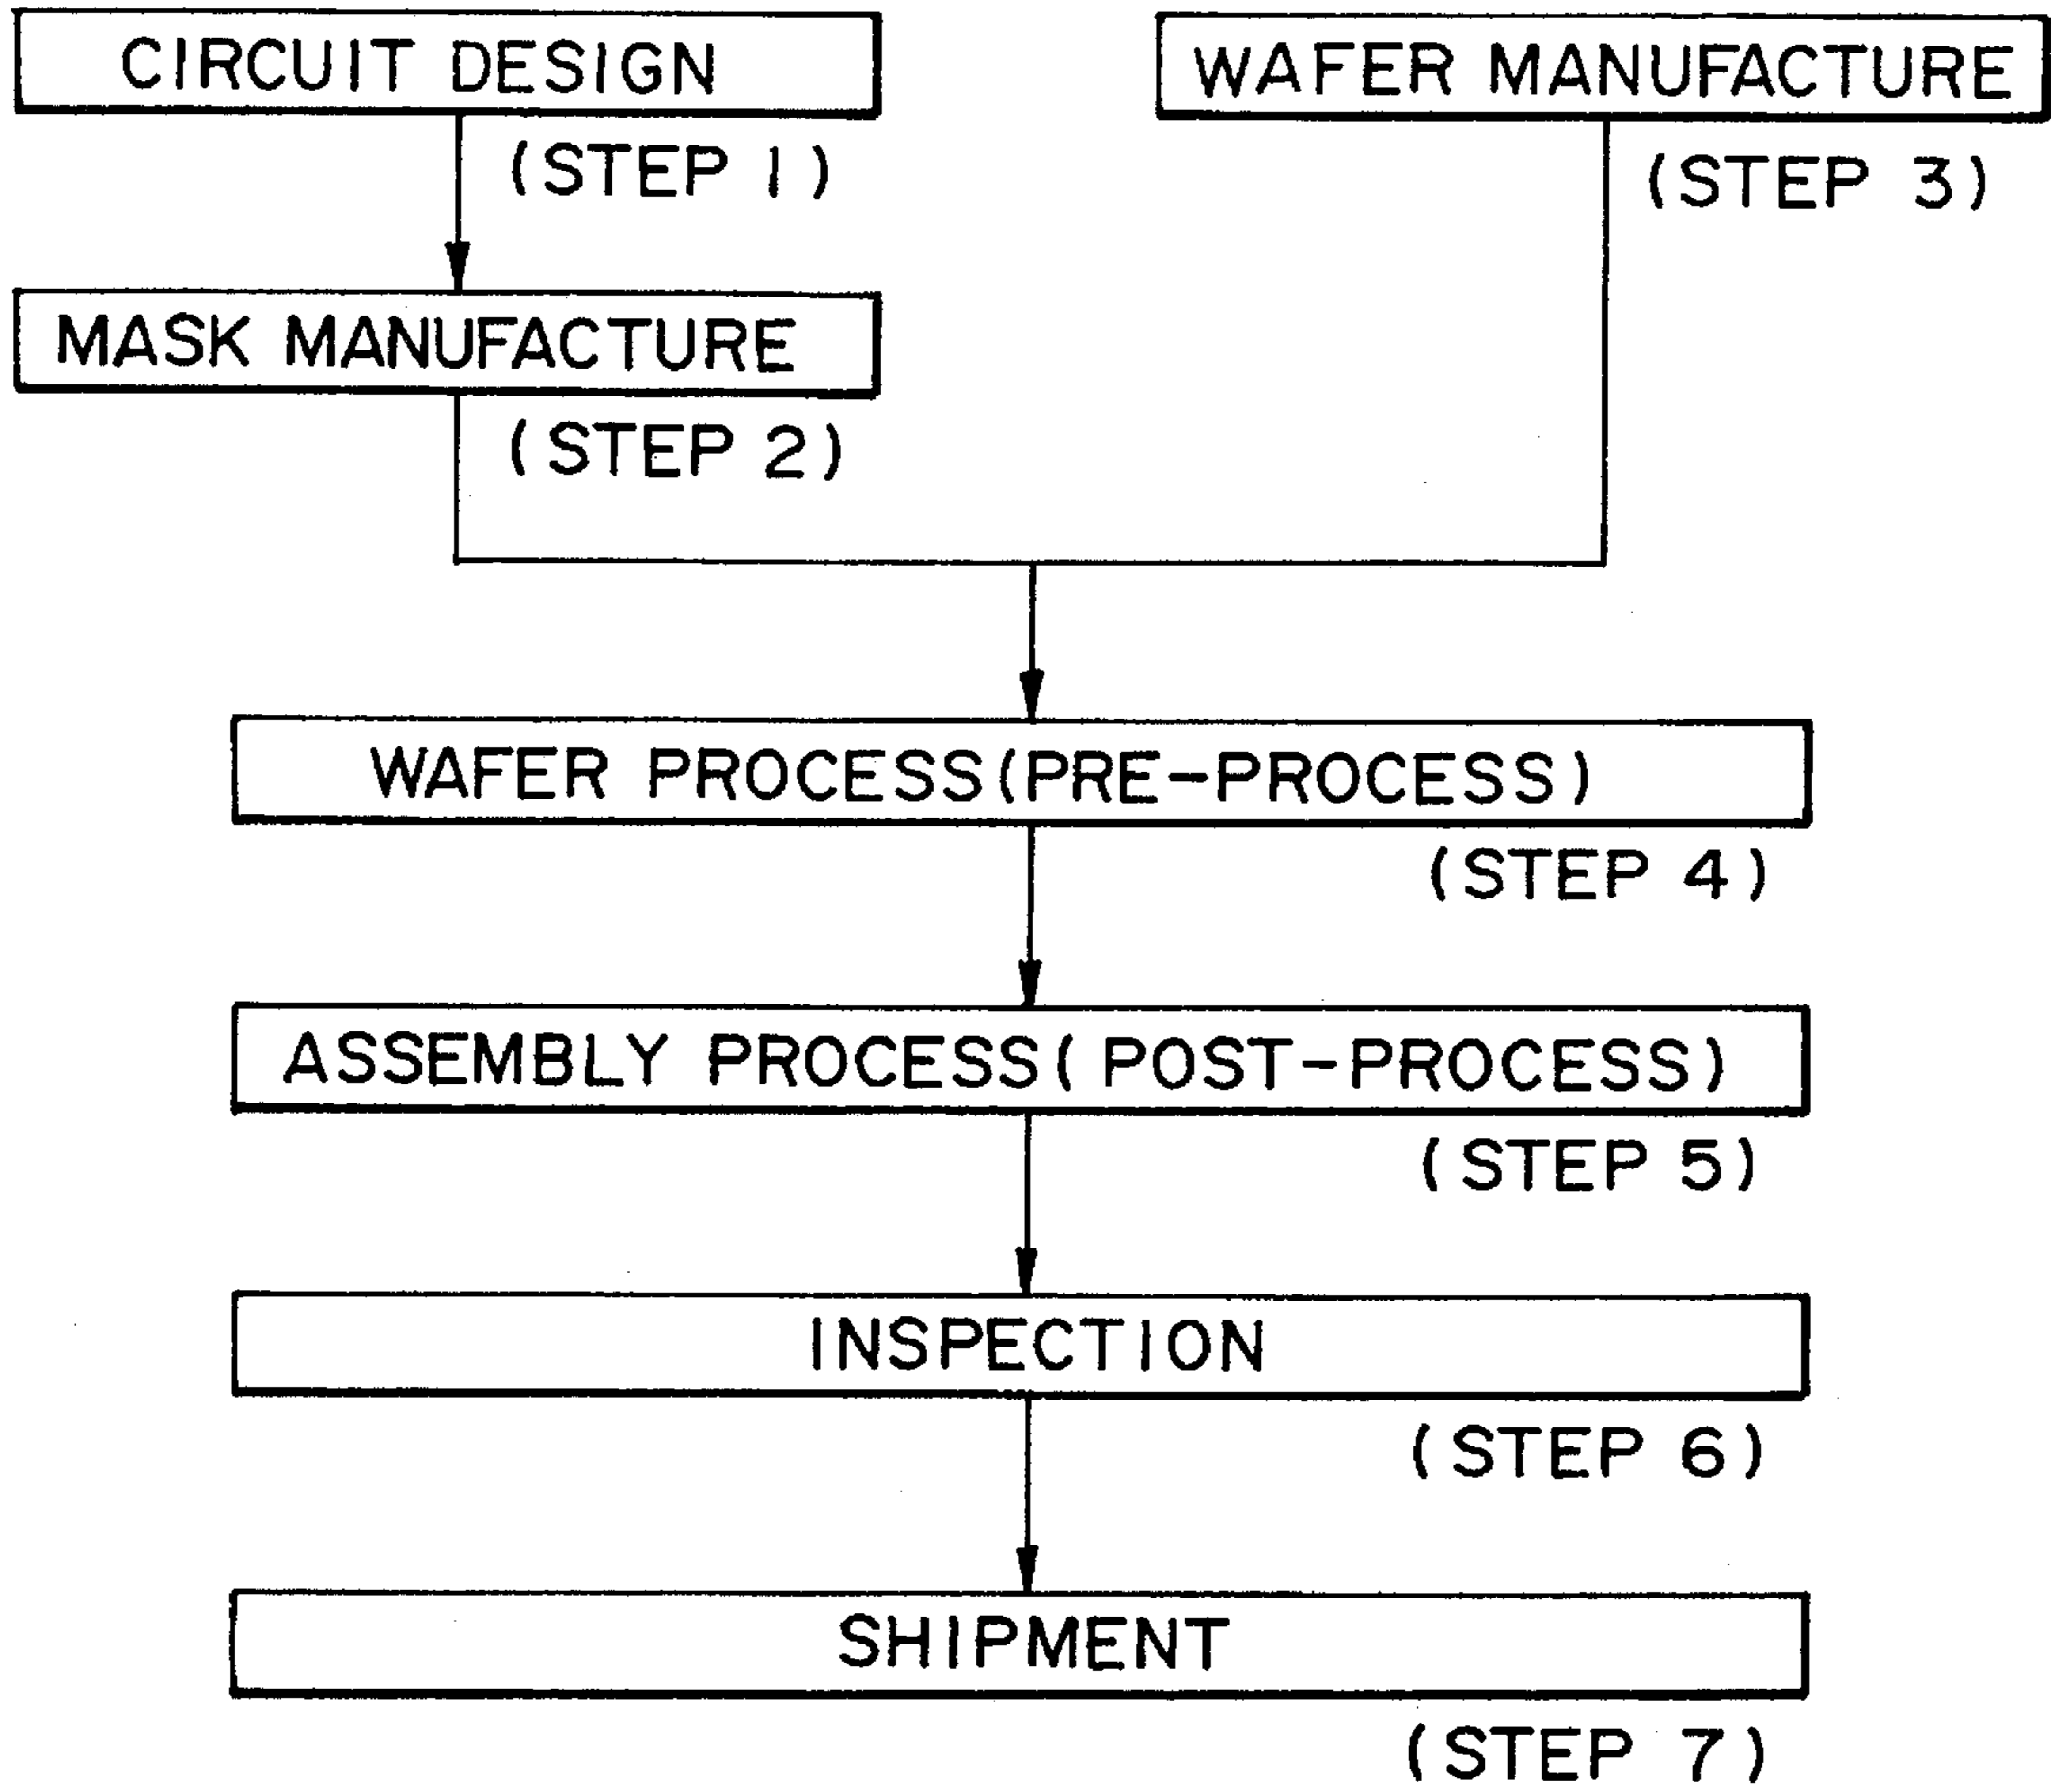 CIRCUIT DESIGN
(STEP 1)
WAFER MANUFACTURE
(STEP 3)
MASK MANUFACTURE
(STEP 2)
WAFER PROCESS(PRE-PROCESS)
(STEP 4)
ASSEMBLY PROCESS(POST-PROCESS)
(STEP 5)
INSPECTION
(STEP 6)
SHIPMENT
(STEP 7)